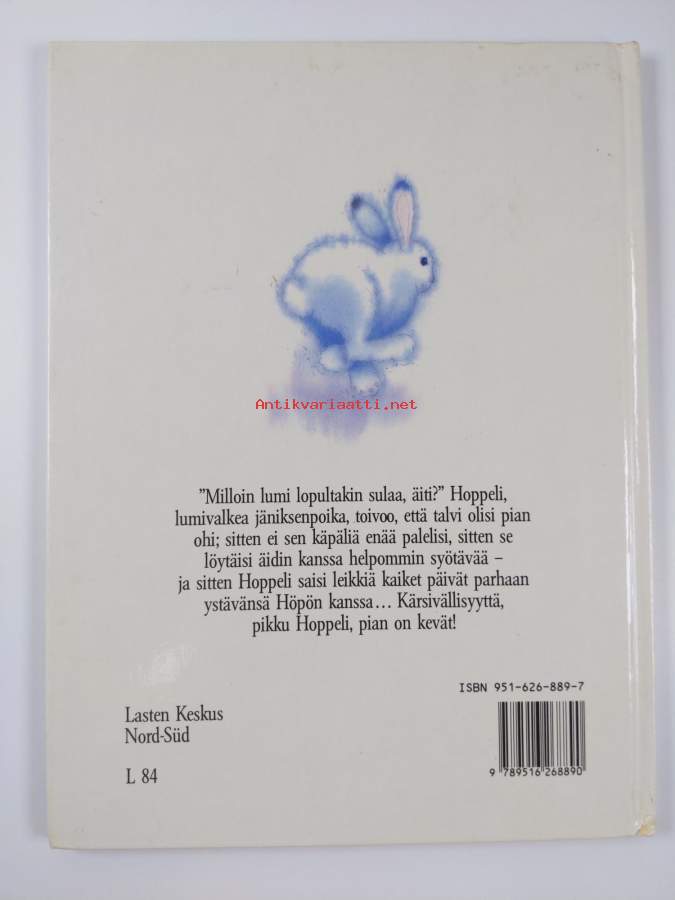 Antikvariaatti.net
”Milloin lumi lopultakin sulaa, äiti?” Hoppeli,
lumivalkea jäniksenpoika, toivoo, että talvi olisi pian
ohi; sitten ei sen käpäliä enää palelisi, sitten se
löytäisi äidin kanssa helpommin syötävää –
ja sitten Hoppeli saisi leikkiä kaiket päivät parhaan
ystävänsä Höpön kanssa... Kärsivällisyyttä,
pikku Hoppeli, pian on kevät!
ISBN 951-626-889-7
Lasten Keskus
Nord-Süd
L 84
9 789516 268890